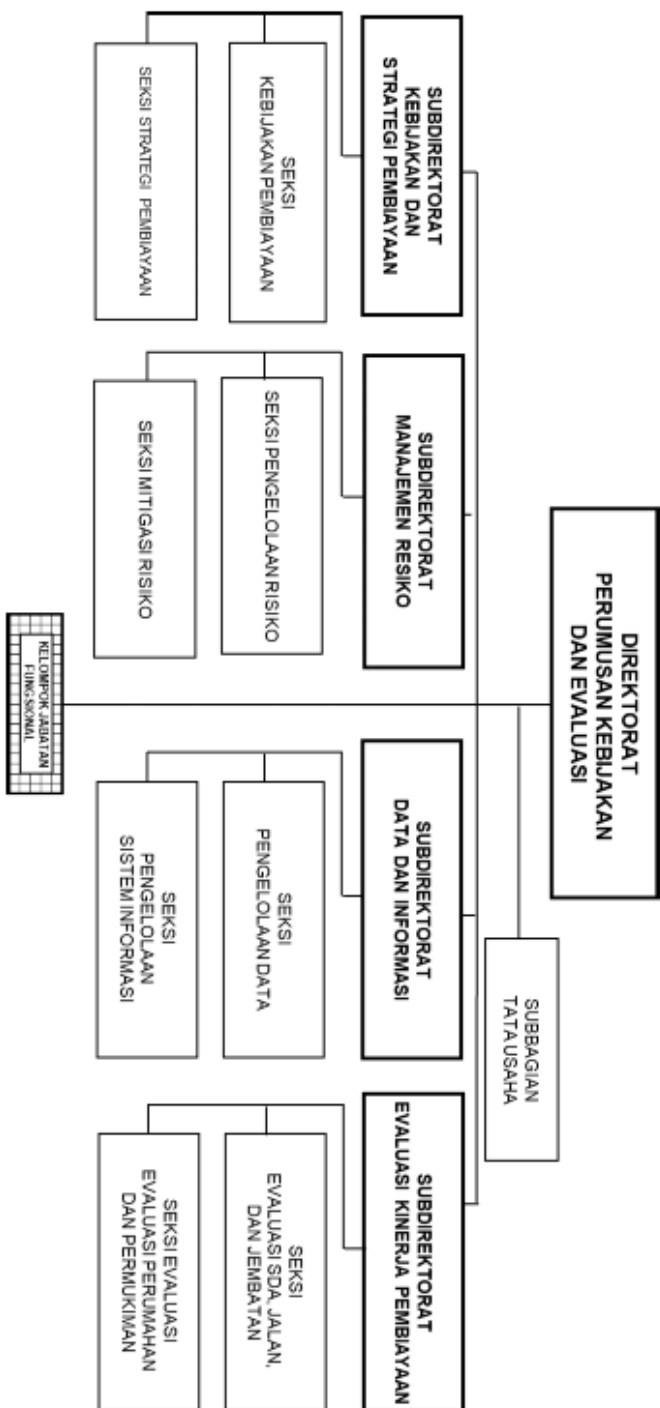 DIREKTORAT
PERUMUSAN KEBIJAKAN
DAN EVALUASI
SUBBAGIAN
TATA USAHA
SUBDIREKTORAT
KEBIJAKAN DAN
STRATEGI PEMBIAYAAN
SEKSI
KEBIJAKAN PEMBIAYAAN
SEKSI STRATEGI PEMBIAYAAN
SUBDIREKTORAT
MANAJEMEN RESIKO
SEKSI PENGELOLAAN RISIKO
SEKSI MITIGASI RISIKO
SUBDIREKTORAT
DATA DAN INFORMASI
SEKSI
PENGELOLAAN DATA
SEKSI
PENGELOLAAN
SISTEM INFORMASI
SUBDIREKTORAT
EVALUASI KINERJA PEMBIAYAAN
SEKSI
EVALUASI SDA, JALAN,
DAN JEMBATAN
SEKSI EVALUASI
EVALUASI PERUMAHAN
DAN PERMUKIMAN
KELOMPOK JABATAN
FUNGSIONAL